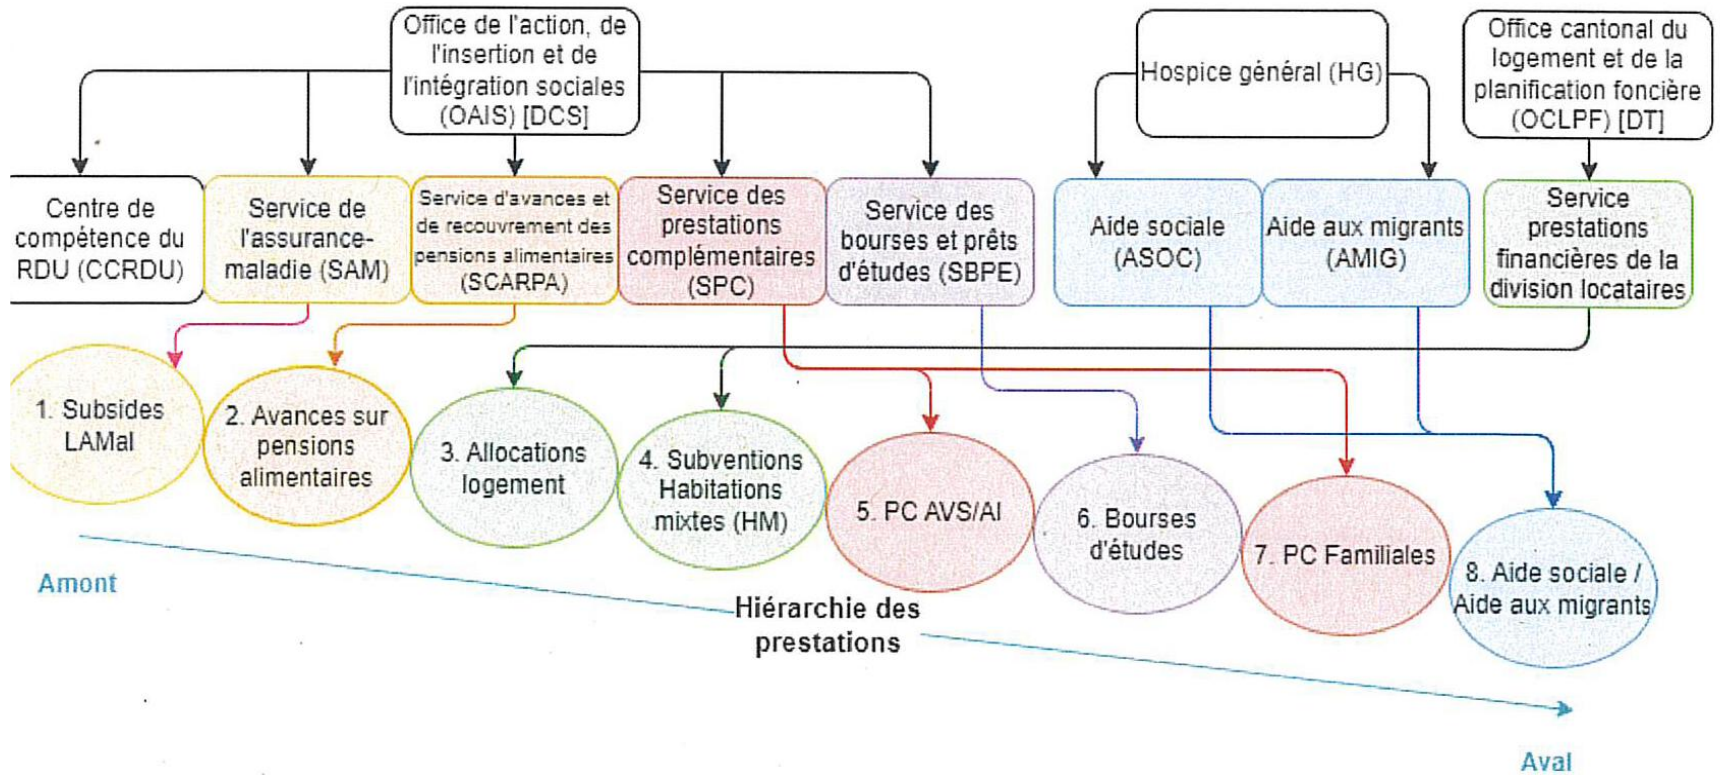 Office de l'action, de
l'insertion et de
l'intégration sociales
(OAIS) [DCS]
Hospice général (HG)
Office cantonal du
logement et de la
planification foncière
(OCLPF) [DT]
Centre de
compétence du
RDU (CCRDU)
Service de
l'assurance-
maladie (SAM)
Service d'avances et
de recouvrement des
pensions alimentaires
(SCARPA)
Service des
prestations
complémentaires
(SPC)
Service des
bourses et prêts
d'études (SBPE)
Aide sociale
(ASOC)
Aide aux migrants
(AMIG)
Service
prestations
financières de la
division locataires
1. Subsides
LAMal
2. Avances sur
pensions
alimentaires
3. Allocations
logement
4. Subventions
Habitations
mixtes (HM)
5. PC AVS/AI
6. Bourses
d'études
7. PC Familiales
8. Aide sociale /
Aide aux migrants
Amont
Hiérarchie des
prestations
Aval